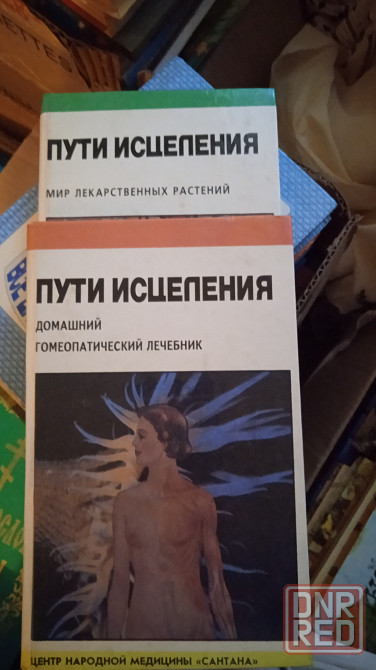 ПУТИ ИСЦЕЛЕНИЯ
МИР ЛЕКАРСТВЕННЫХ РАСТЕНИЙ
ПУТИ ИСЦЕЛЕНИЯ
ДОМАШНИЙ
ГОМЕОПАТИЧЕСКИЙ ЛЕЧЕБНИК
ЦЕНТР НАРОДНОЙ МЕДИЦИНЫ «САНТАНА»
DNR
RED